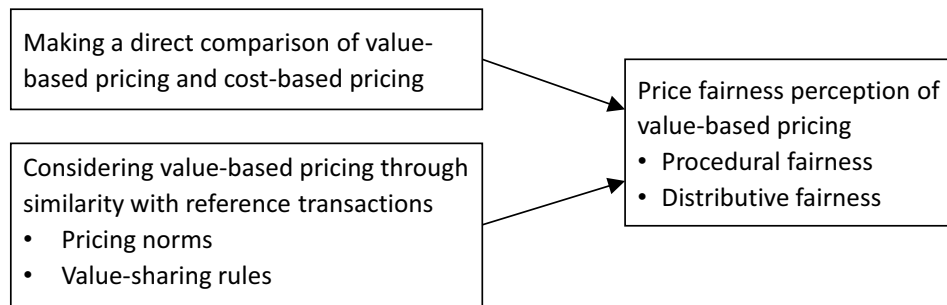 Making a direct comparison of value-
based pricing and cost-based pricing
Considering value-based pricing through
similarity with reference transactions
• Pricing norms
• Value-sharing rules
Price fairness perception of
value-based pricing
• Procedural fairness
• Distributive fairness